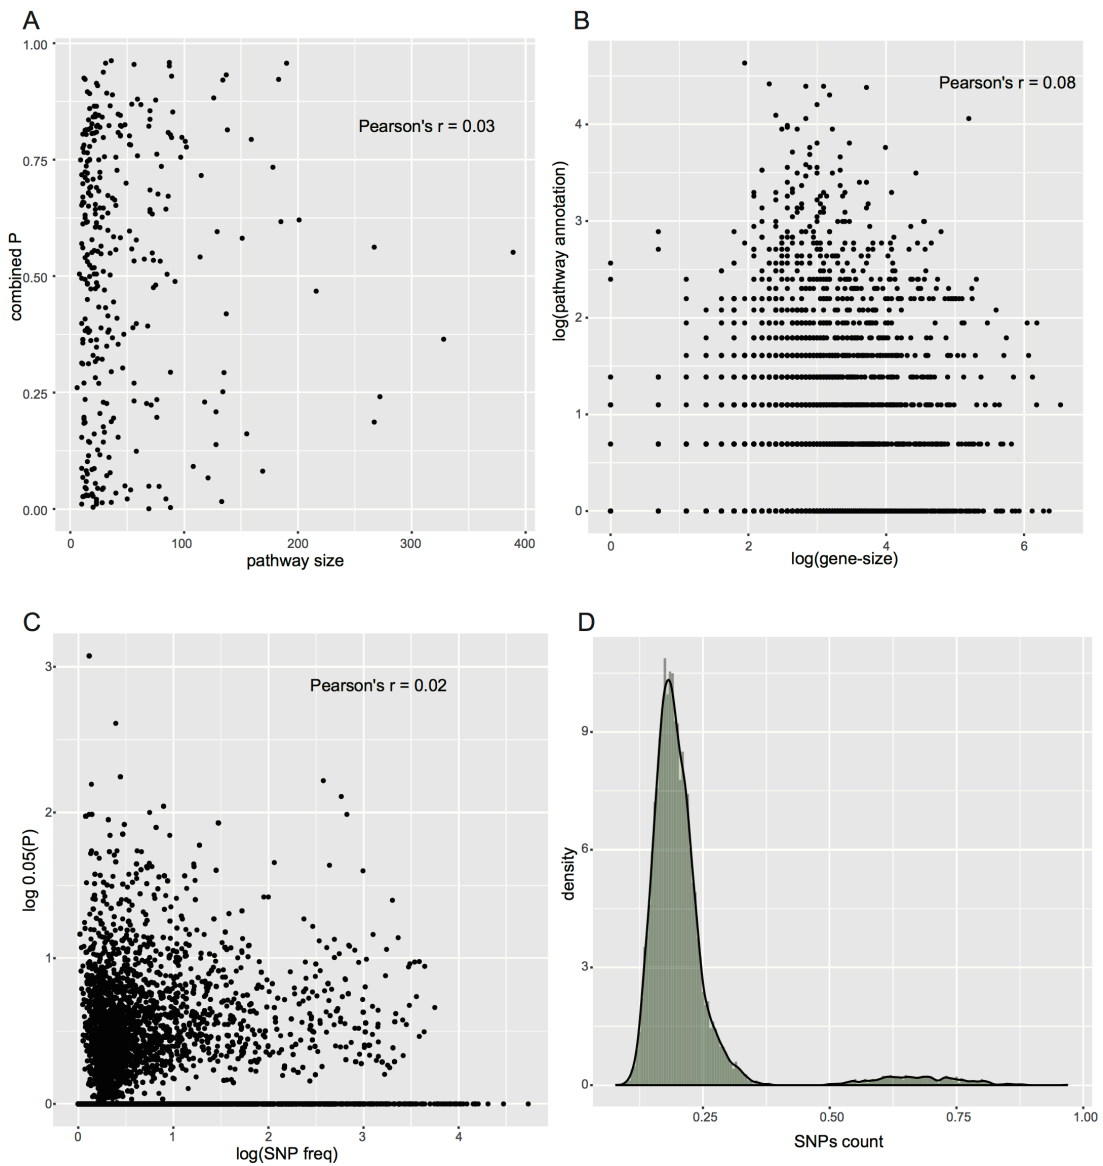 A
1.00
0.75
0.50
0.25
0.00
combined P
Pearson's r = 0.03
0 100 200 300 400
pathway size
B
4
3
2
1
0
log(pathway annotation)
Pearson's r = 0.08
0 2 4 6
log(gene-size)
C
3
2
1
0
log 0.05(P)
Pearson's r = 0.02
0 1 2 3 4
log(SNP freq)
D
9
6
3
0
density
0.25 0.50 0.75 1.00
SNPs count